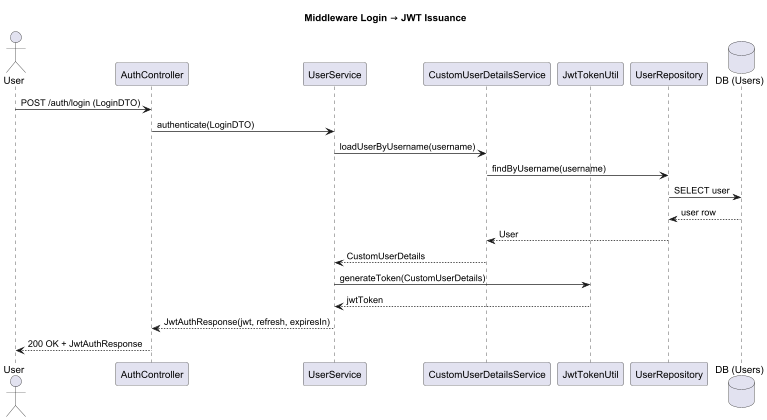 Middleware Login → JWT Issuance
User
AuthController
UserService
CustomUserDetailsService
JwtTokenUtil
UserRepository
DB (Users)
POST /auth/login (LoginDTO)
authenticate(LoginDTO)
loadUserByUsername(username)
findByUsername(username)
SELECT user
user row
User
CustomUserDetails
generateToken(CustomUserDetails)
jwtToken
JwtAuthResponse(jwt, refresh, expiresIn)
200 OK + JwtAuthResponse
User
AuthController
UserService
CustomUserDetailsService
JwtTokenUtil
UserRepository
DB (Users)